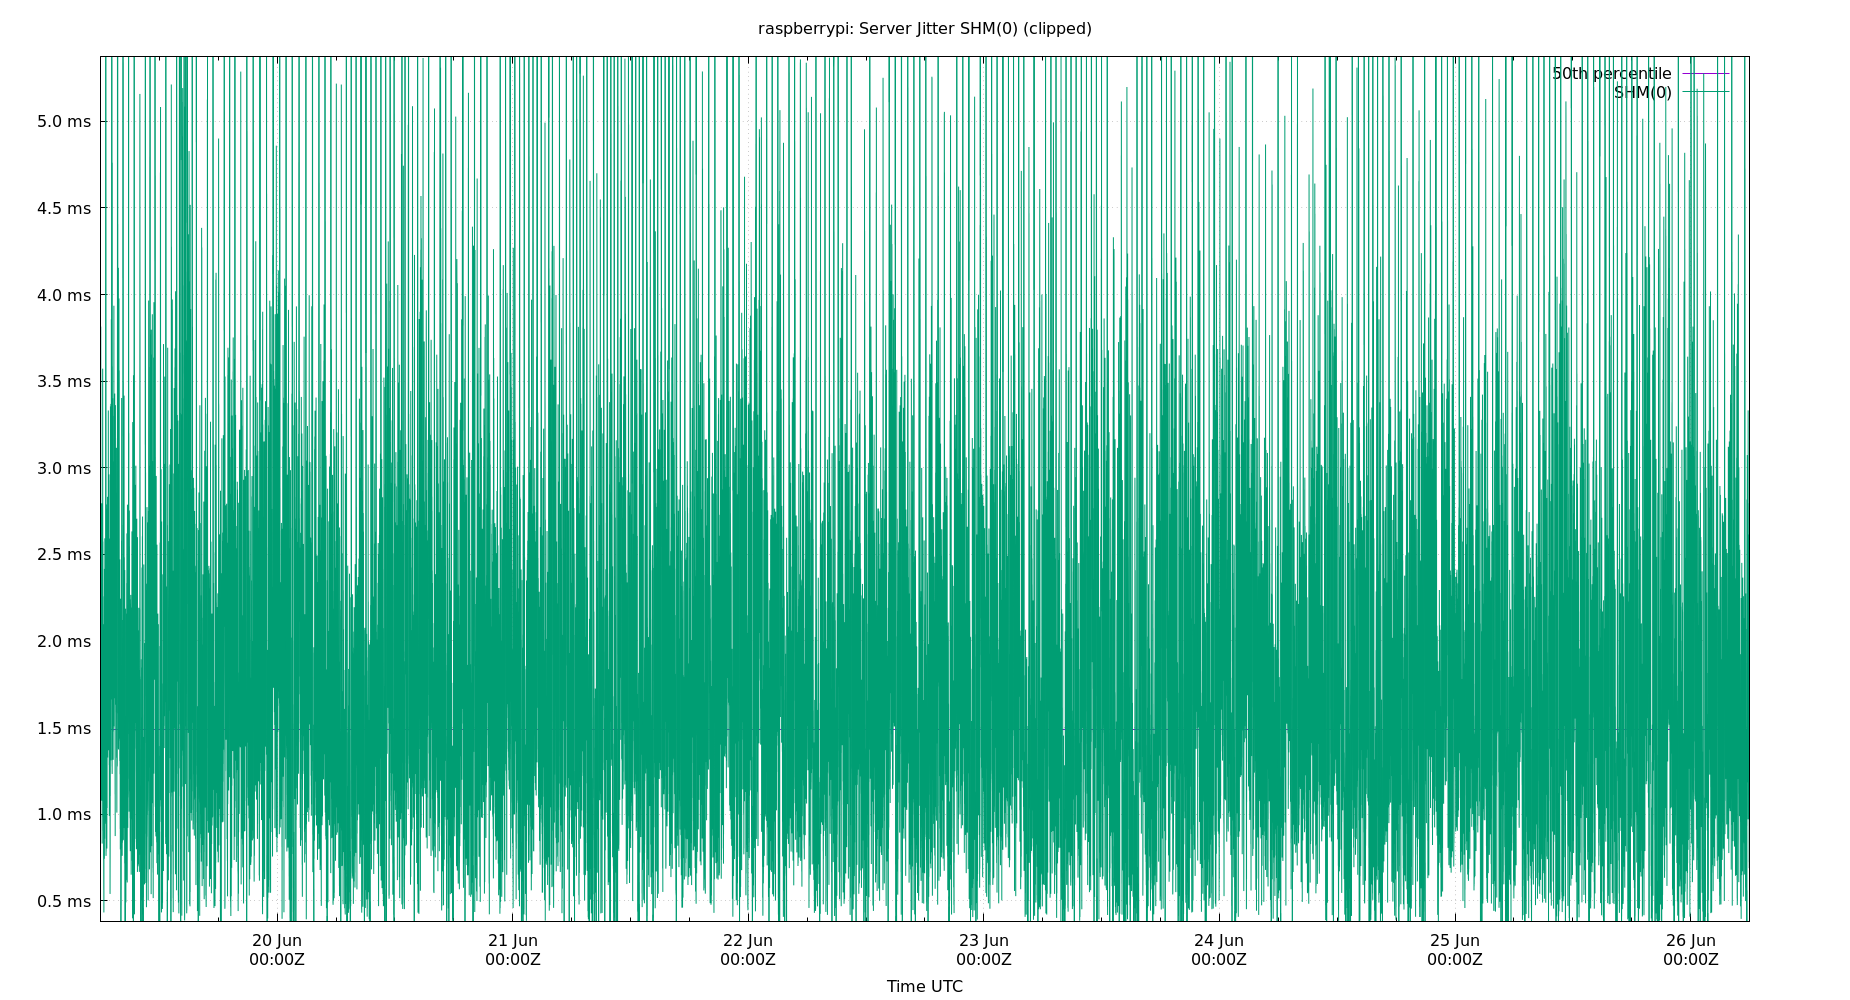 raspberrypi: Server Jitter SHM(0) (clipped)
50th percentile
SHM(0)
5.0 ms
4.5 ms
4.0 ms
3.5 ms
3.0 ms
2.5 ms
2.0 ms
1.5 ms
1.0 ms
0.5 ms
20 Jun 21 Jun 22 Jun 23 Jun 24 Jun 25 Jun 26 Jun
00:00Z 00:00Z 00:00Z 00:00Z 00:00Z 00:00Z 00:00Z
Time UTC